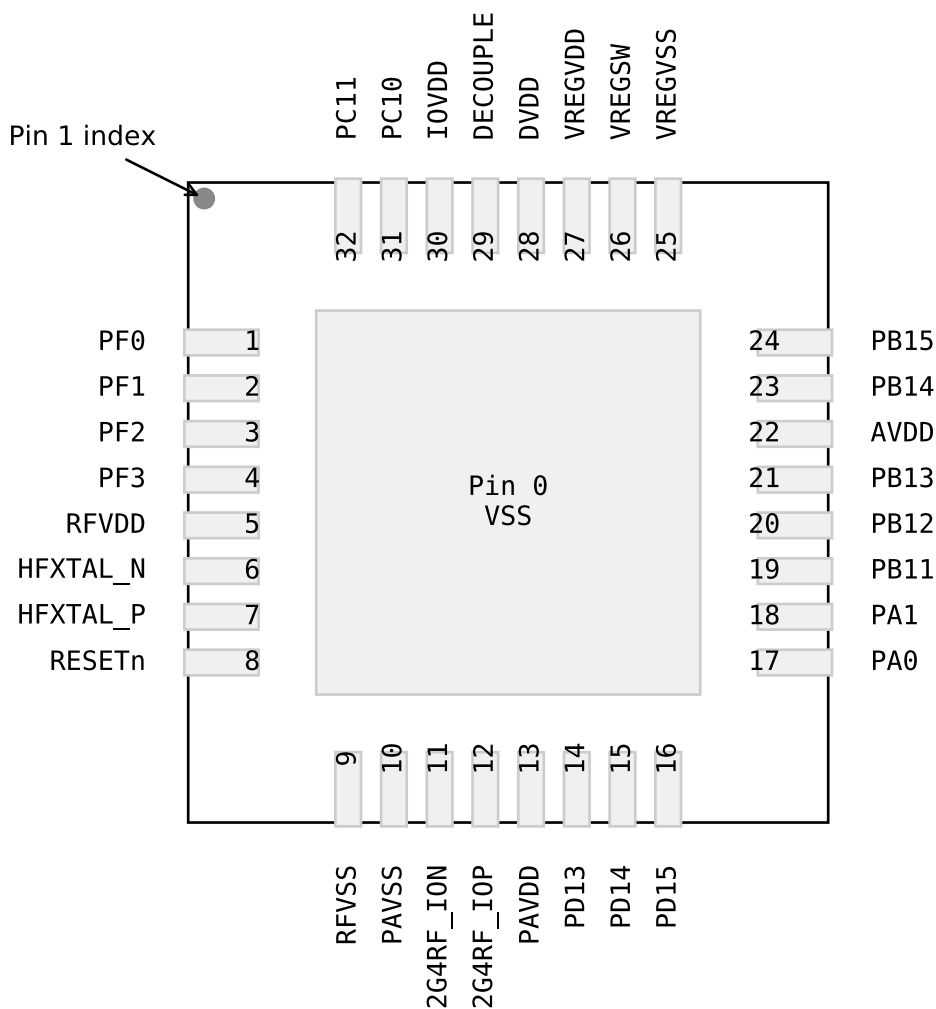 PC11
PC10
IOVDD
DECOUPLE
DVDD
VREGVDD
VREGSW
VREGVSS
Pin 1 index
32
31
30
29
28
27
26
25
PF0 1
PF1 2
PF2 3
PF3 4
RFVDD 5
HFXTAL_N 6
HFXTAL_P 7
RESETn 8
Pin 0
VSS
24 PB15
23 PB14
22 AVDD
21 PB13
20 PB12
19 PB11
18 PA1
17 PA0
9
10
11
12
13
14
15
16
RFVSS
PAVSS
2G4RF_ION
2G4RF_IOP
PAVDD
PD13
PD14
PD15